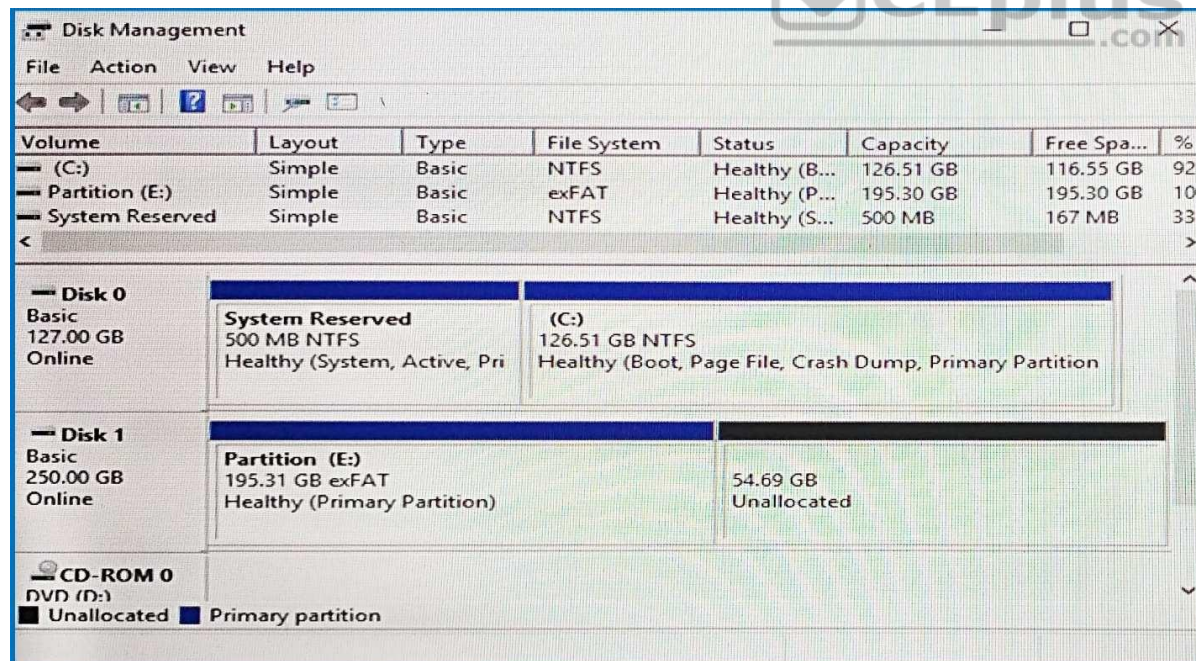 CEplus
.com
Disk Management
File Action View Help
Volume Layout Type File System Status Capacity Free Spa... %
(C:) Simple Basic NTFS Healthy (B... 126.51 GB 116.55 GB 92
Partition (E:) Simple Basic exFAT Healthy (P... 195.30 GB 195.30 GB 10
System Reserved Simple Basic NTFS Healthy (S... 500 MB 167 MB 33
Disk 0
Basic
127.00 GB
Online
System Reserved
500 MB NTFS
Healthy (System, Active, Pri
(C:)
126.51 GB NTFS
Healthy (Boot, Page File, Crash Dump, Primary Partition
Disk 1
Basic
250.00 GB
Online
Partition (E:)
195.31 GB exFAT
Healthy (Primary Partition)
54.69 GB
Unallocated
CD-ROM 0
DVD (D:)
Unallocated Primary partition